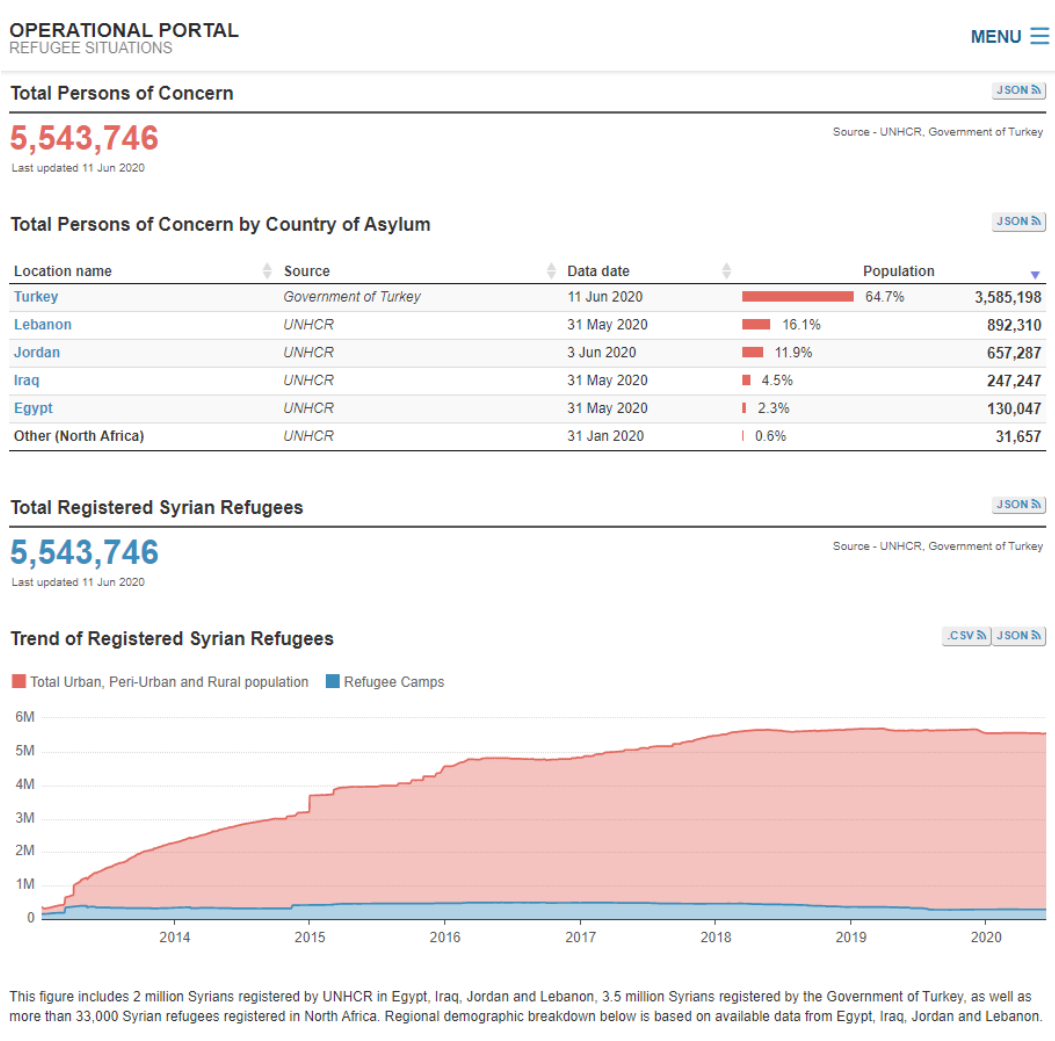 OPERATIONAL PORTAL
REFUGEE SITUATIONS
MENU
Total Persons of Concern
JSON
5,543,746
Source - UNHCR, Government of Turkey
Last updated 11 Jun 2020
Total Persons of Concern by Country of Asylum
JSON
Location name Source Data date Population
Turkey Government of Turkey 11 Jun 2020 64.7% 3,585,198
Lebanon UNHCR 31 May 2020 16.1% 892,310
Jordan UNHCR 3 Jun 2020 11.9% 657,287
Iraq UNHCR 31 May 2020 4.5% 247,247
Egypt UNHCR 31 May 2020 2.3% 130,047
Other (North Africa) UNHCR 31 Jan 2020 0.6% 31,657
Total Registered Syrian Refugees
JSON
5,543,746
Source - UNHCR, Government of Turkey
Last updated 11 Jun 2020
Trend of Registered Syrian Refugees
.CSV JSON
Total Urban, Peri-Urban and Rural population Refugee Camps
6M
5M
4M
3M
2M
1M
0
2014 2015 2016 2017 2018 2019 2020
This figure includes 2 million Syrians registered by UNHCR in Egypt, Iraq, Jordan and Lebanon, 3.5 million Syrians registered by the Government of Turkey, as well as
more than 33,000 Syrian refugees registered in North Africa. Regional demographic breakdown below is based on available data from Egypt, Iraq, Jordan and Lebanon.